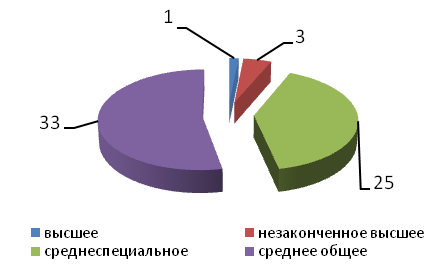 1
3
33
25
высшее
незаконченное высшее
среднеспециальное
среднее общее